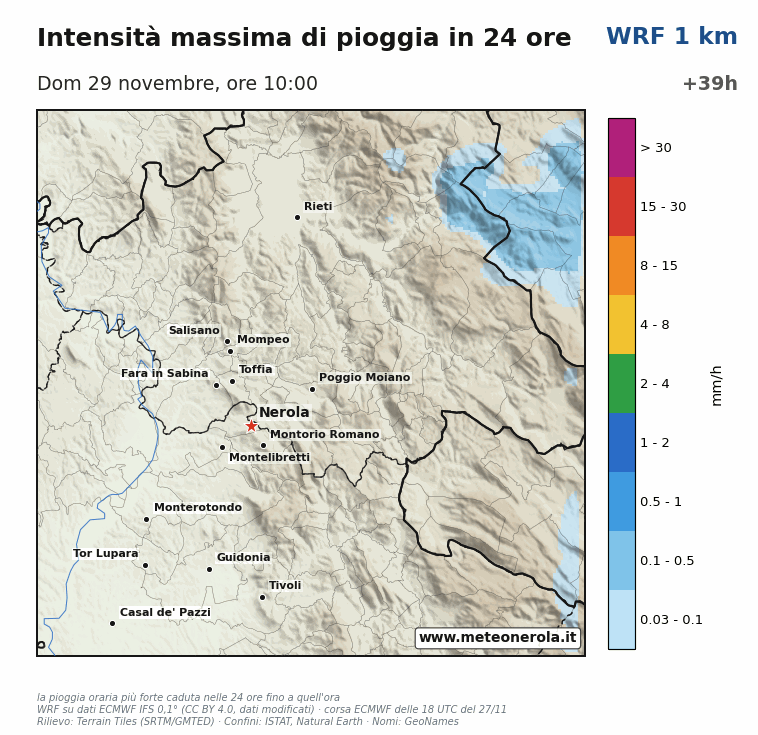 Intensità massima di pioggia in 24 ore
WRF 1 km
Dom 29 novembre, ore 10:00
+39h
Rieti
Salisano
Mompeo
Toffia
Fara in Sabina
Poggio Moiano
Nerola
Montorio Romano
Montelibretti
Monterotondo
Tor Lupara
Guidonia
Tivoli
Casal de' Pazzi
www.meteonerola.it
> 30
15 - 30
8 - 15
4 - 8
2 - 4
1 - 2
0.5 - 1
0.1 - 0.5
0.03 - 0.1
mm/h
la pioggia oraria più forte caduta nelle 24 ore fino a quell'ora
WRF su dati ECMWF IFS 0,1° (CC BY 4.0, dati modificati) · corsa ECMWF delle 18 UTC del 27/11
Rilievo: Terrain Tiles (SRTM/GMTED) · Confini: ISTAT, Natural Earth · Nomi: GeoNames